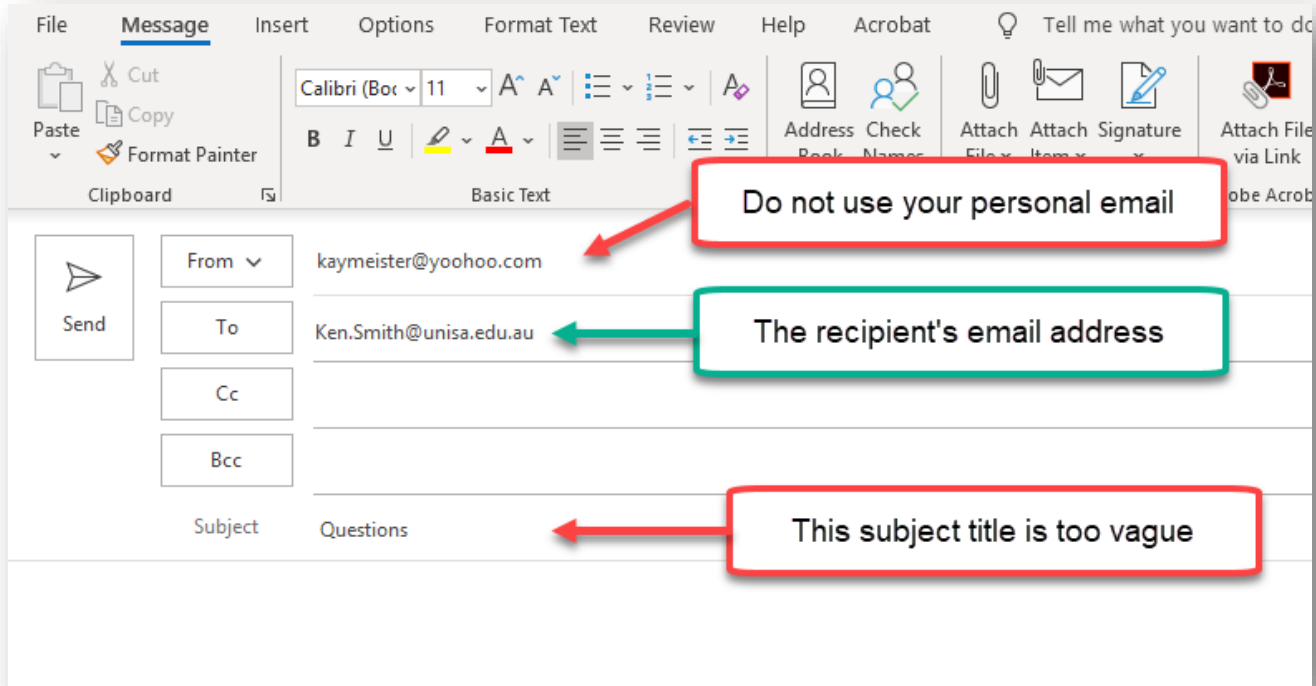 File Message Insert Options Format Text Review Help Acrobat Tell me what you want to do
Cut
Copy
Paste
Format Painter
Clipboard
Calibri (Boc 11
B I U
Basic Text
Address Book
Check Names
Attach File
Attach Item
Signature
Attach File
via Link
obe Acrob
Do not use your personal email
Send
From kaymeister@yoohoo.com
The recipient's email address
To Ken.Smith@unisa.edu.au
Cc
Bcc
Subject Questions
This subject title is too vague